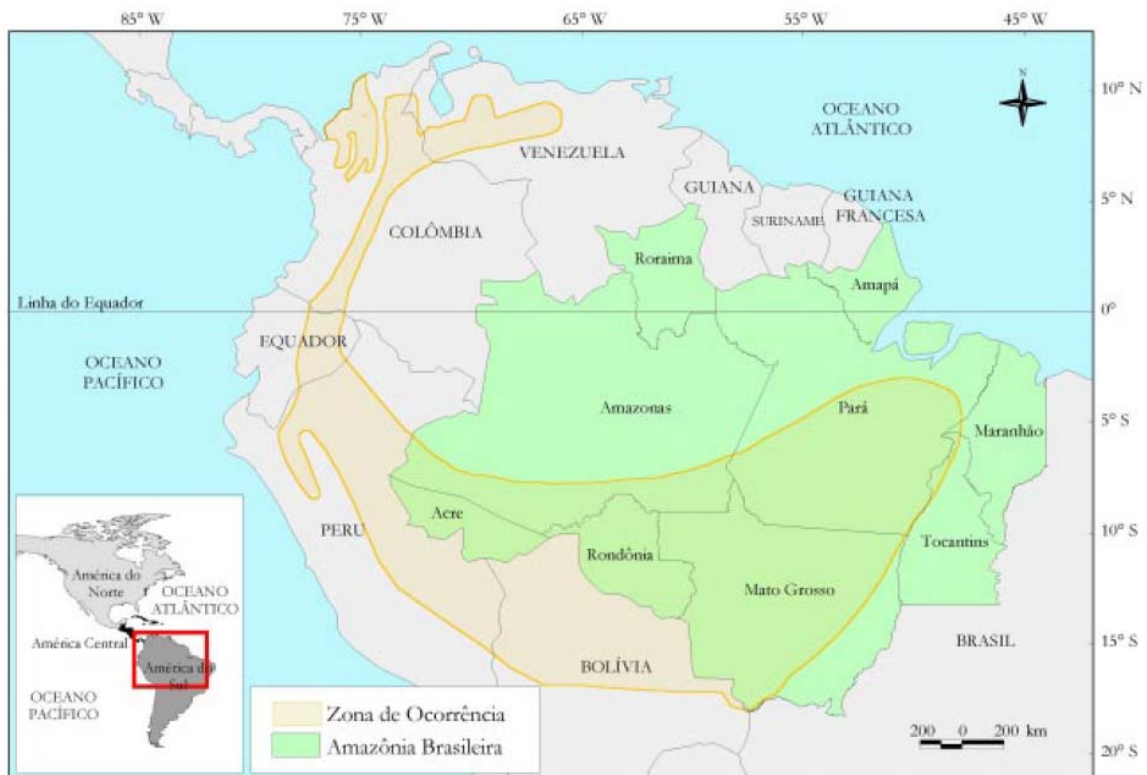 85° W 75° W 65° W 55° W 45° W
N
10° N
OCEANO
ATLÂNTICO
VENEZUELA
GUIANA
GUIANA
FRANCESA
SURINAME
5° N
COLÔMBIA
Roraima
Amapá
Linha do Equador
0°
EQUADOR
OCEANO
PACÍFICO
Amazonas
Pará
5° S
Maranhão
PERU
Acre
Rondônia
10° S
Tocantins
Mato Grosso
BRASIL
15° S
BOLÍVIA
América do
Norte
OCEANO
ATLÂNTICO
América Central
América do
Sul
OCEANO
PACÍFICO
Zona de Ocorrência
Amazônia Brasileira
200 0 200 km
20° S